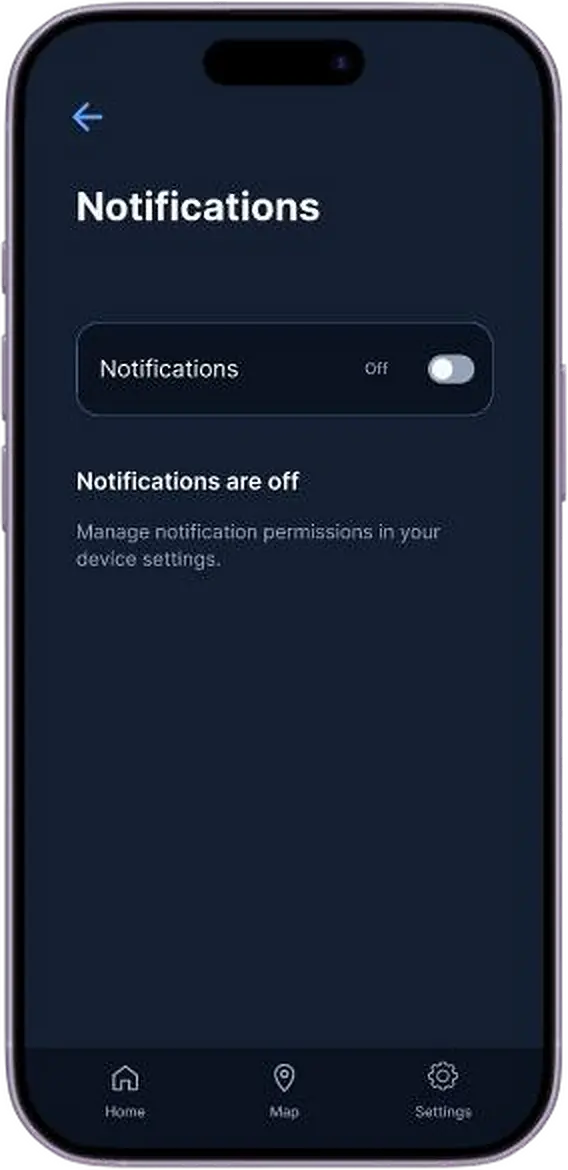 Notifications
Notifications Off
Notifications are off
Manage notification permissions in your
device settings.
Home Map Settings